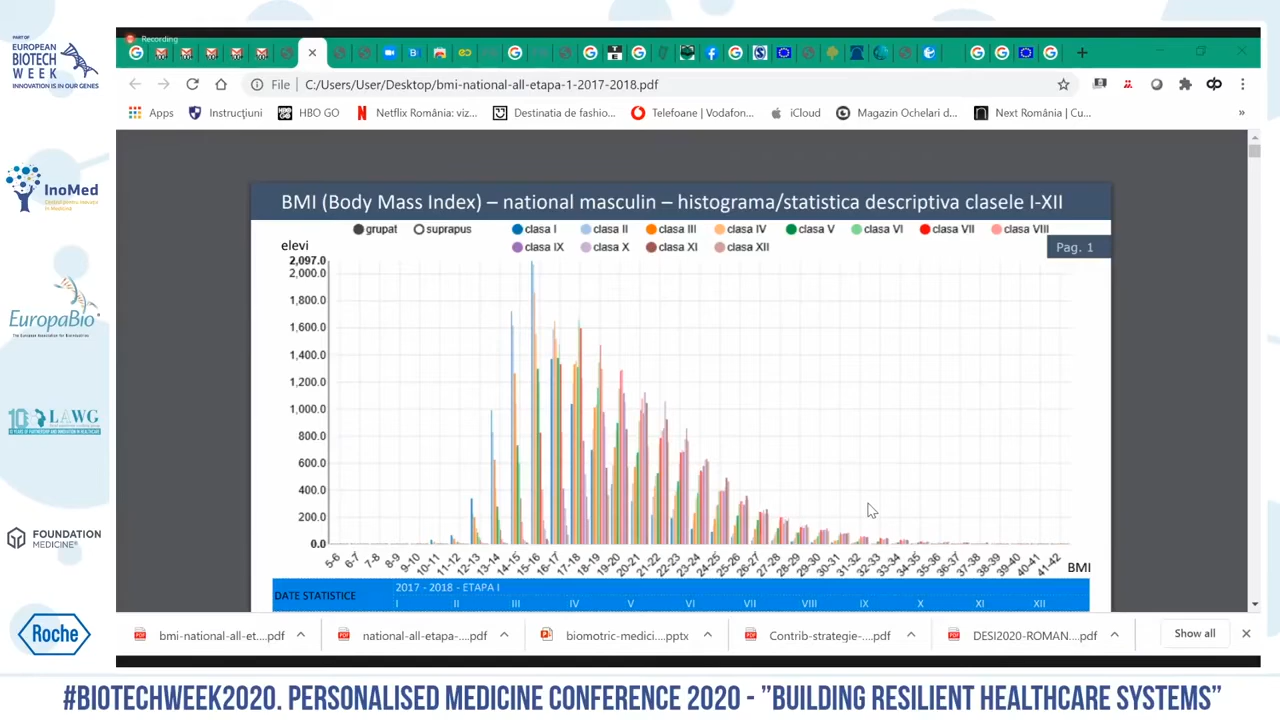 PART OF
EUROPEAN
BIOTECH
WEEK
INNOVATION IS IN OUR GENES
InoMed
EuropaBio
The European Association for Bioindustries
10 LAWG
FOUNDATION
MEDICINE®
Roche
Recording
File C:/Users/User/Desktop/bmi-national-all-etapa-1-2017-2018.pdf
Apps Instrucțiuni HBO GO Netflix România: viz... Destinatia de fashio... Telefoane | Vodafon... iCloud Magazin Ochelari d... Next România | Cu... »
BMI (Body Mass Index) – national masculin – histograma/statistica descriptiva clasele I-XII
grupat suprapus clasa I clasa II clasa III clasa IV clasa V clasa VI clasa VII clasa VIII
clasa IX clasa X clasa XI clasa XII
Pag. 1
elevi
2,097.0
2,000.0
1,800.0
1,600.0
1,400.0
1,200.0
1,000.0
800.0
600.0
400.0
200.0
0.0
5-6 6-7 7-8 8-9 9-10 10-11 11-12 12-13 13-14 14-15 15-16 16-17 17-18 18-19 19-20 20-21 21-22 22-23 23-24 24-25 25-26 26-27 27-28 28-29 29-30 30-31 31-32 32-33 33-34 34-35 35-36 36-37 37-38 38-39 39-40 40-41 41-42 BMI
DATE STATISTICE
2017 - 2018 - ETAPA I
I II III IV V VI VII VIII IX X XI XII
bmi-national-all-et....pdf national-all-etapa-....pdf biomotric-medici....pptx Contrib-strategie-....pdf DESI2020-ROMAN....pdf Show all
#BIOTECHWEEK2020. PERSONALISED MEDICINE CONFERENCE 2020 - "BUILDING RESILIENT HEALTHCARE SYSTEMS"